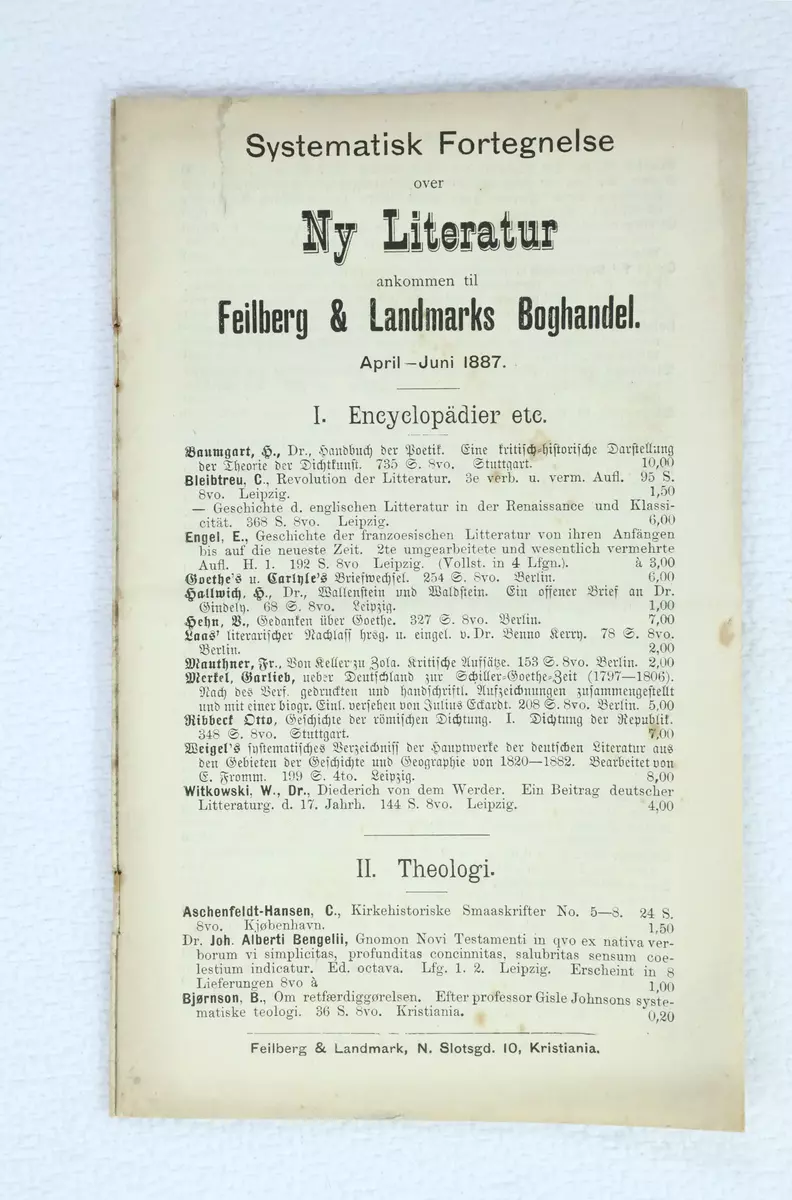 Systematisk Fortegnelse
over
Ny Literatur
ankommen til
Feilberg & Landmarks Boghandel.
April—Juni 1887.
I. Encyclopädier etc.
Baumgart, H., Dr., Handbuch der Poetik. Eine kritisch-historische Darstellung
der Theorie der Dichtkunst. 735 S. 8vo. Stuttgart. 10,00
Bleibtreu, C., Revolution der Litteratur. 3e verb. u. verm. Aufl. 95 S.
8vo. Leipzig. 1,50
— Geschichte d. englischen Litteratur in der Renaissance und Klassi-
cität. 368 S. 8vo. Leipzig. 6,00
Engel, E., Geschichte der franzoesischen Litteratur von ihren Anfängen
bis auf die neueste Zeit. 2te umgearbeitete und wesentlich vermehrte
Aufl. H. 1. 192 S. 8vo Leipzig. (Vollst. in 4 Lfgn.). à 3,00
Goethe's u. Carlyle's Briefwechsel. 254 S. 8vo. Berlin. 6,00
Hallwich, H., Dr., Wallenstein und Waldstein. Ein offener Brief an Dr.
Gindely. 68 S. 8vo. Leipzig. 1,00
Hehn, V., Gedanken über Goethe. 327 S. 8vo. Berlin. 7,00
Laas' literarischer Nachlass hrsg. u. eingel. v. Dr. Benno Kerry. 78 S. 8vo.
Berlin. 2,00
Mauthner, Fr., Von Keller zu Zola. Kritische Aufsätze. 153 S. 8vo. Berlin. 2,00
Merkel, Garlieb, ueber Deutschland zur Schiller-Goethe-Zeit (1797—1806).
Nach des Verf. gedruckten und handschriftl. Aufzeichnungen zusammengestellt
und mit einer biogr. Einl. versehen von Julius Eckardt. 208 S. 8vo. Berlin. 5,00
Ribbeck Otto, Geschichte der römischen Dichtung. I. Dichtung der Republik.
348 S. 8vo. Stuttgart. 7,00
Weigel's systematisches Verzeichniss der Hauptwerke der deutschen Literatur aus
den Gebieten der Geschichte und Geographie von 1820—1882. Bearbeitet von
E. Fromm. 199 S. 4to. Leipzig. 8,00
Witkowski, W., Dr., Diederich von dem Werder. Ein Beitrag deutscher
Litteraturg. d. 17. Jahrh. 144 S. 8vo. Leipzig. 4,00
II. Theologi.
Aschenfeldt-Hansen, C., Kirkehistoriske Smaaskrifter No. 5—8. 24 S.
8vo. Kjøbenhavn. 1,50
Dr. Joh. Alberti Bengelii, Gnomon Novi Testamenti in qvo ex nativa ver-
borum vi simplicitas, profunditas concinnitas, salubritas sensum coe-
lestium indicatur. Ed. octava. Lfg. 1. 2. Leipzig. Erscheint in 8
Lieferungen 8vo à 1,00
Bjørnson, B., Om retfærdiggørelsen. Efter professor Gisle Johnsons syste-
matiske teologi. 36 S. 8vo. Kristiania. 0,20
Feilberg & Landmark, N. Slotsgd. 10, Kristiania.